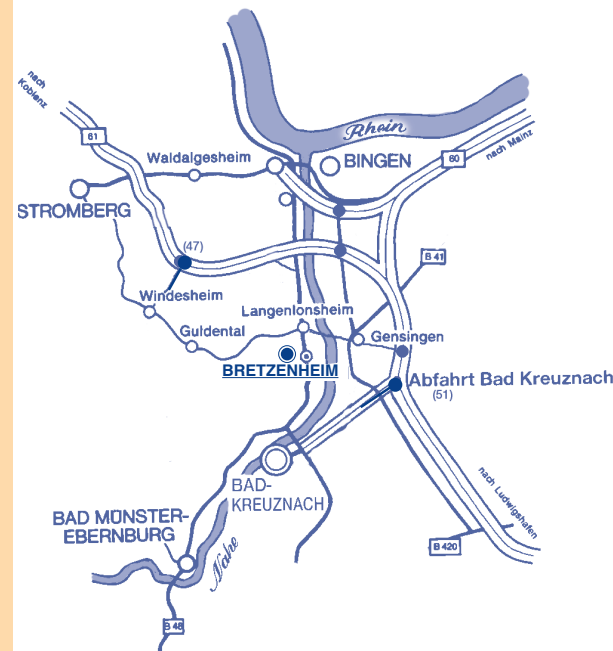 nach
Koblenz
61
Rhein
Waldalgesheim
BINGEN
60
nach Mainz
STROMBERG
(47)
B 41
Windesheim
Langenlonsheim
Guldental
Gensingen
BRETZENHEIM
Abfahrt Bad Kreuznach
(51)
BAD-
KREUZNACH
nach Ludwigshafen
BAD MÜNSTER-
EBERNBURG
Nahe
B 420
B 48